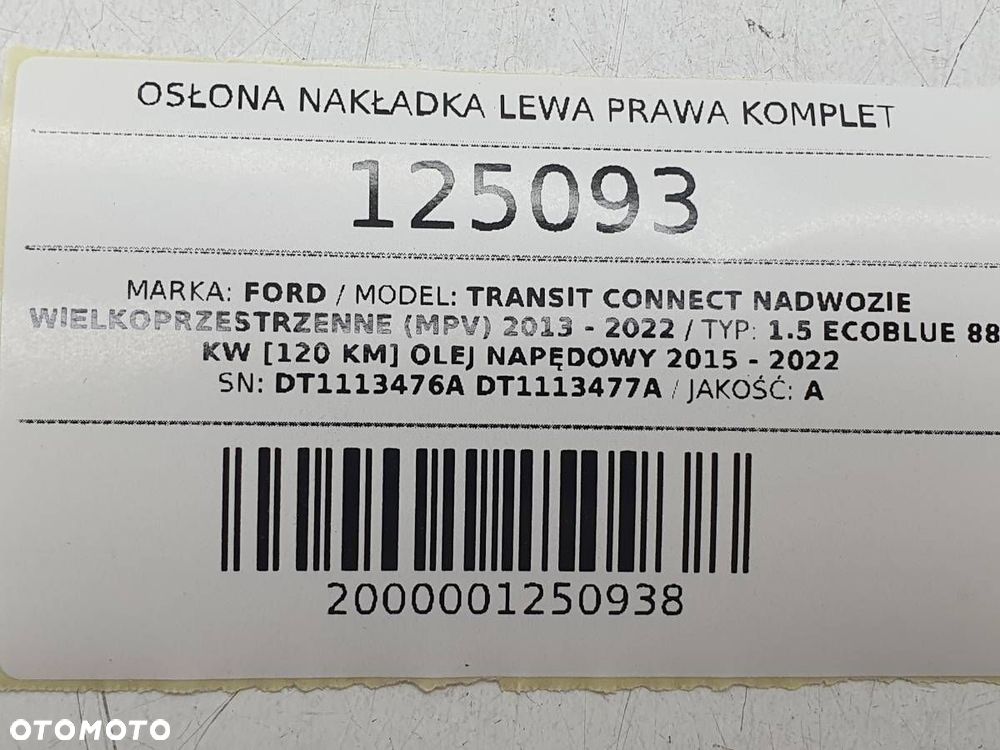 OSŁONA NAKŁADKA LEWA PRAWA KOMPLET
125093
MARKA: FORD / MODEL: TRANSIT CONNECT NADWOZIE
WIELKOPRZESTRZENNE (MPV) 2013 - 2022 / TYP: 1.5 ECOBLUE 88
KW [120 KM] OLEJ NAPĘDOWY 2015 - 2022
SN: DT1113476A DT1113477A / JAKOŚĆ: A
2000001250938
OTOMOTO